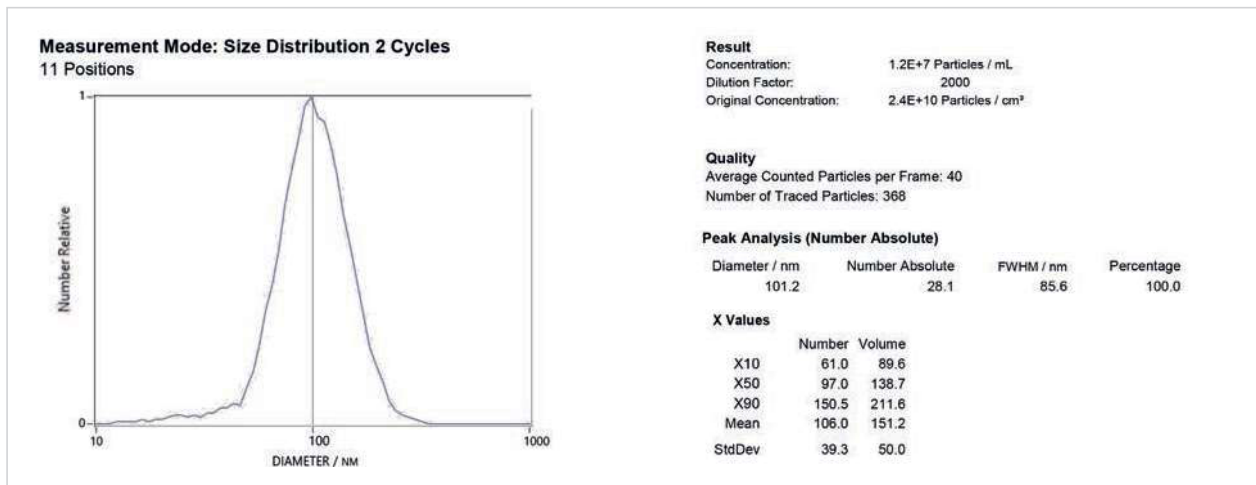 Measurement Mode: Size Distribution 2 Cycles
11 Positions
1
Number Relative
0
10 100 1000
DIAMETER / NM
Result
Concentration: 1.2E+7 Particles / mL
Dilution Factor: 2000
Original Concentration: 2.4E+10 Particles / cm³
Quality
Average Counted Particles per Frame: 40
Number of Traced Particles: 368
Peak Analysis (Number Absolute)
Diameter / nm Number Absolute FWHM / nm Percentage
101.2 28.1 85.6 100.0
X Values
Number Volume
X10 61.0 89.6
X50 97.0 138.7
X90 150.5 211.6
Mean 106.0 151.2
StdDev 39.3 50.0